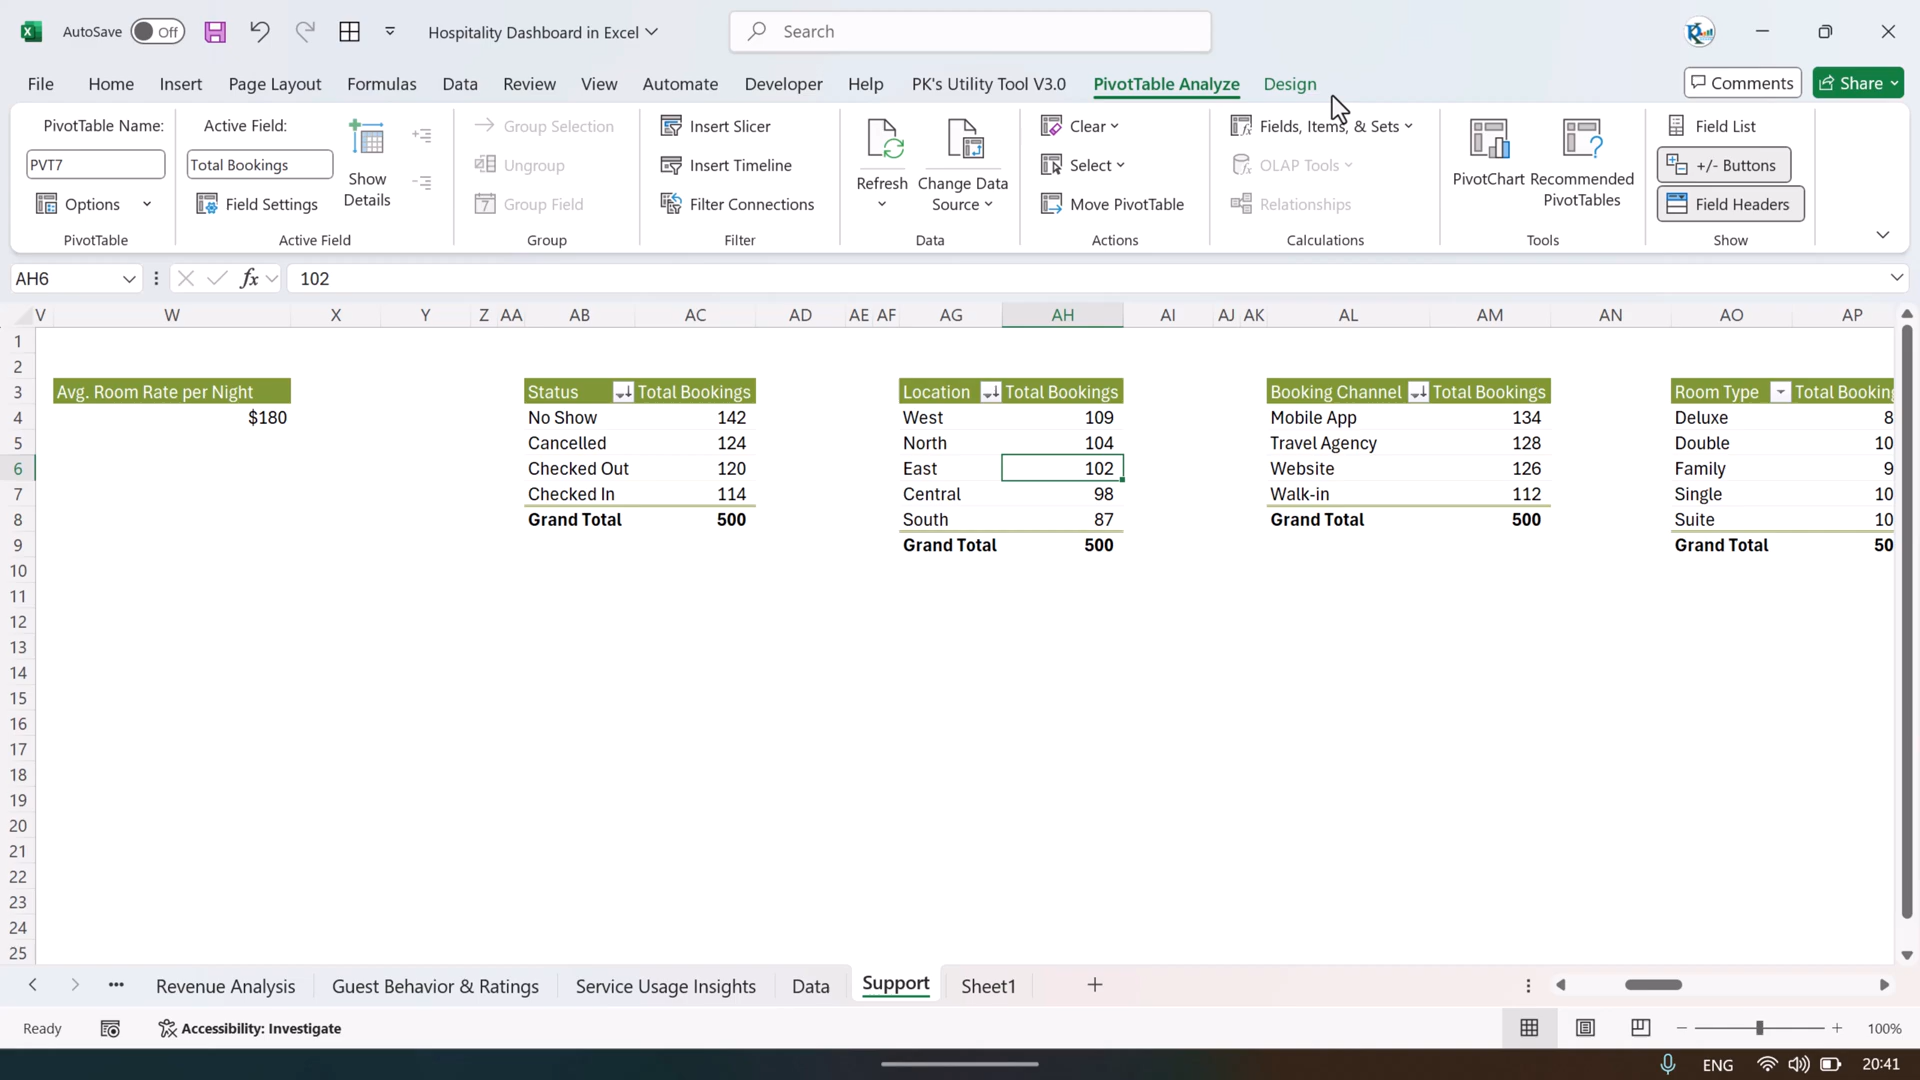 AutoSave Off Hospitality Dashboard in Excel Search
File Home Insert Page Layout Formulas Data Review View Automate Developer Help PK's Utility Tool V3.0 PivotTable Analyze Design Comments Share
PivotTable Name:
PVT7
Options
PivotTable
Active Field:
Total Bookings
Field Settings
Show
Details
Active Field
Group Selection
Ungroup
Group Field
Group
Insert Slicer
Insert Timeline
Filter Connections
Filter
Refresh
Change Data
Source
Data
Clear
Select
Move PivotTable
Actions
Fields, Items, & Sets
OLAP Tools
Relationships
Calculations
PivotChart
Recommended
PivotTables
Tools
Field List
+/- Buttons
Field Headers
Show
AH6 fx 102
V W X Y Z AA AB AC AD AE AF AG AH AI AJ AK AL AM AN AO AP
1
2
3 Avg. Room Rate per Night Status Total Bookings Location Total Bookings Booking Channel Total Bookings Room Type Total Booking
4 $180 No Show 142 West 109 Mobile App 134 Deluxe 8
5 Cancelled 124 North 104 Travel Agency 128 Double 10
6 Checked Out 120 East 102 Website 126 Family 9
7 Checked In 114 Central 98 Walk-in 112 Single 10
8 Grand Total 500 South 87 Grand Total 500 Suite 10
9 Grand Total 500 Grand Total 50
10
11
12
13
14
15
16
17
18
19
20
21
22
23
24
25
Revenue Analysis Guest Behavior & Ratings Service Usage Insights Data Support Sheet1
Ready Accessibility: Investigate 100%
ENG 20:41